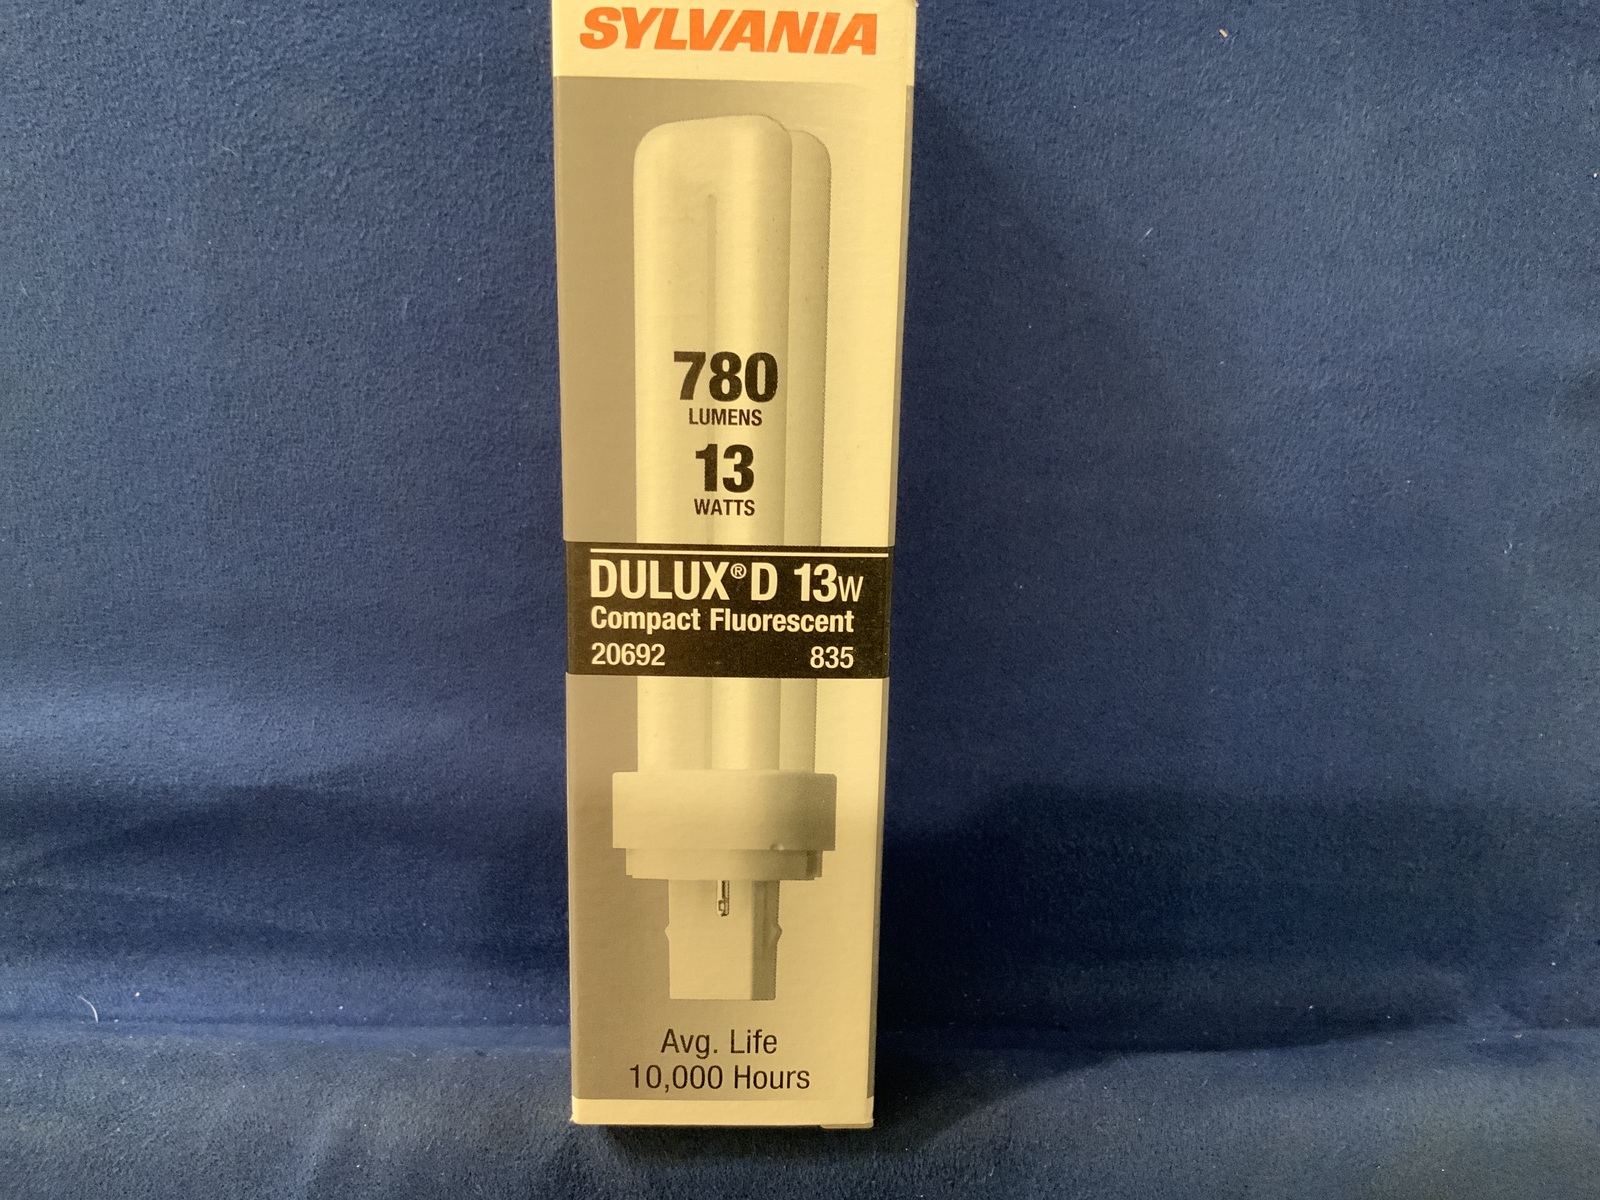 SYLVANIA
780
LUMENS
13
WATTS
DULUX® D 13W
Compact Fluorescent
20692 835
Avg. Life
10,000 Hours